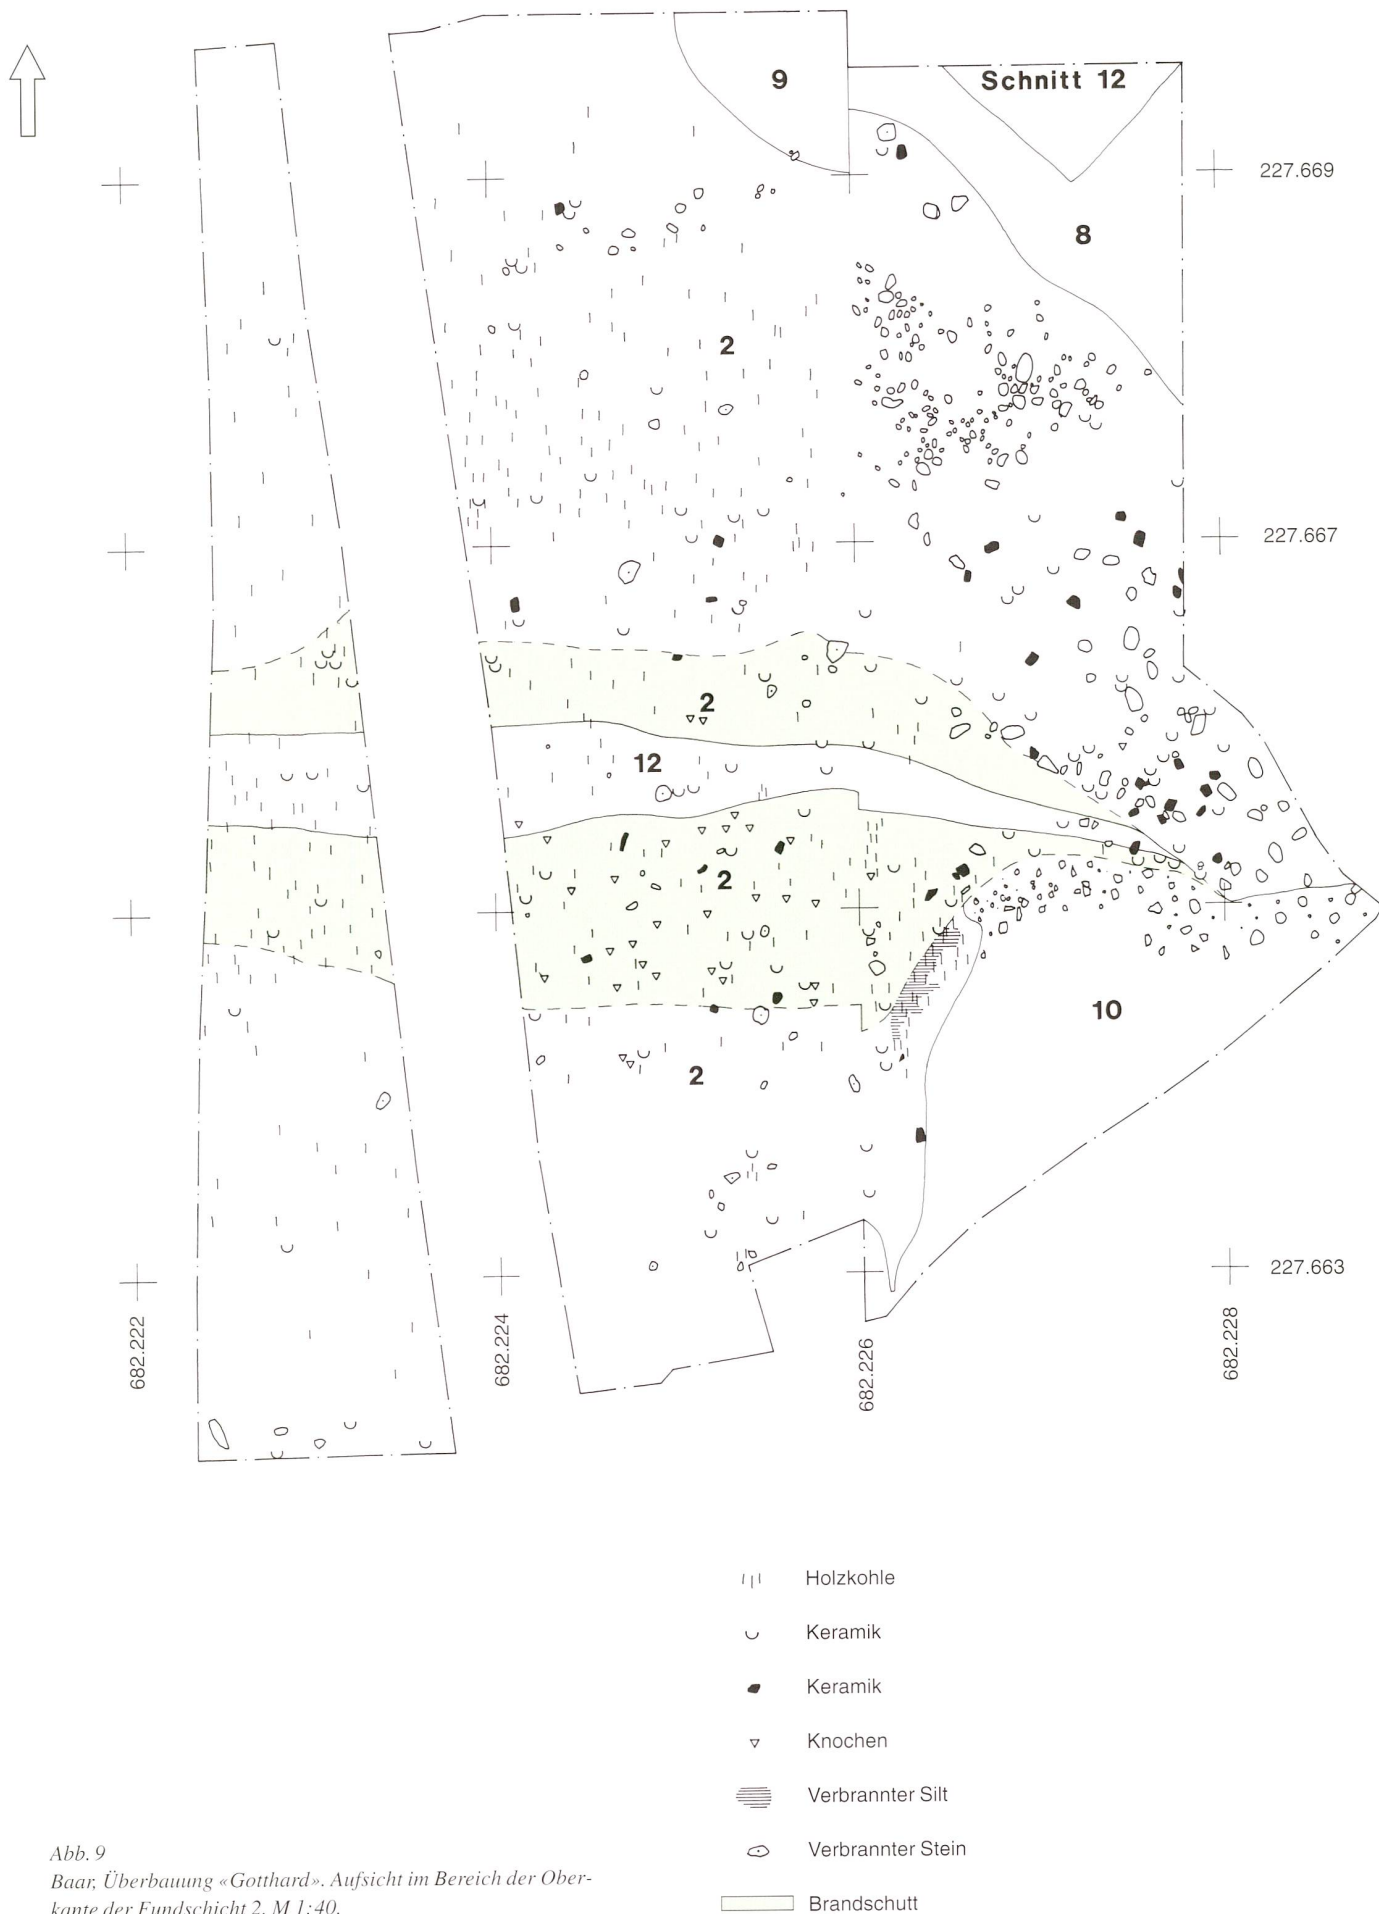 9
Schnitt 12
227.669
8
2
227.667
2
12
2
10
2
227.663
682.222
682.224
682.226
682.228
Holzkohle
Keramik
Keramik
Knochen
Verbrannter Silt
Verbrannter Stein
Brandschutt
Abb. 9
Baar, Überbauung «Gotthard». Aufsicht im Bereich der Ober-
kante der Fundschicht 2. M 1:40.